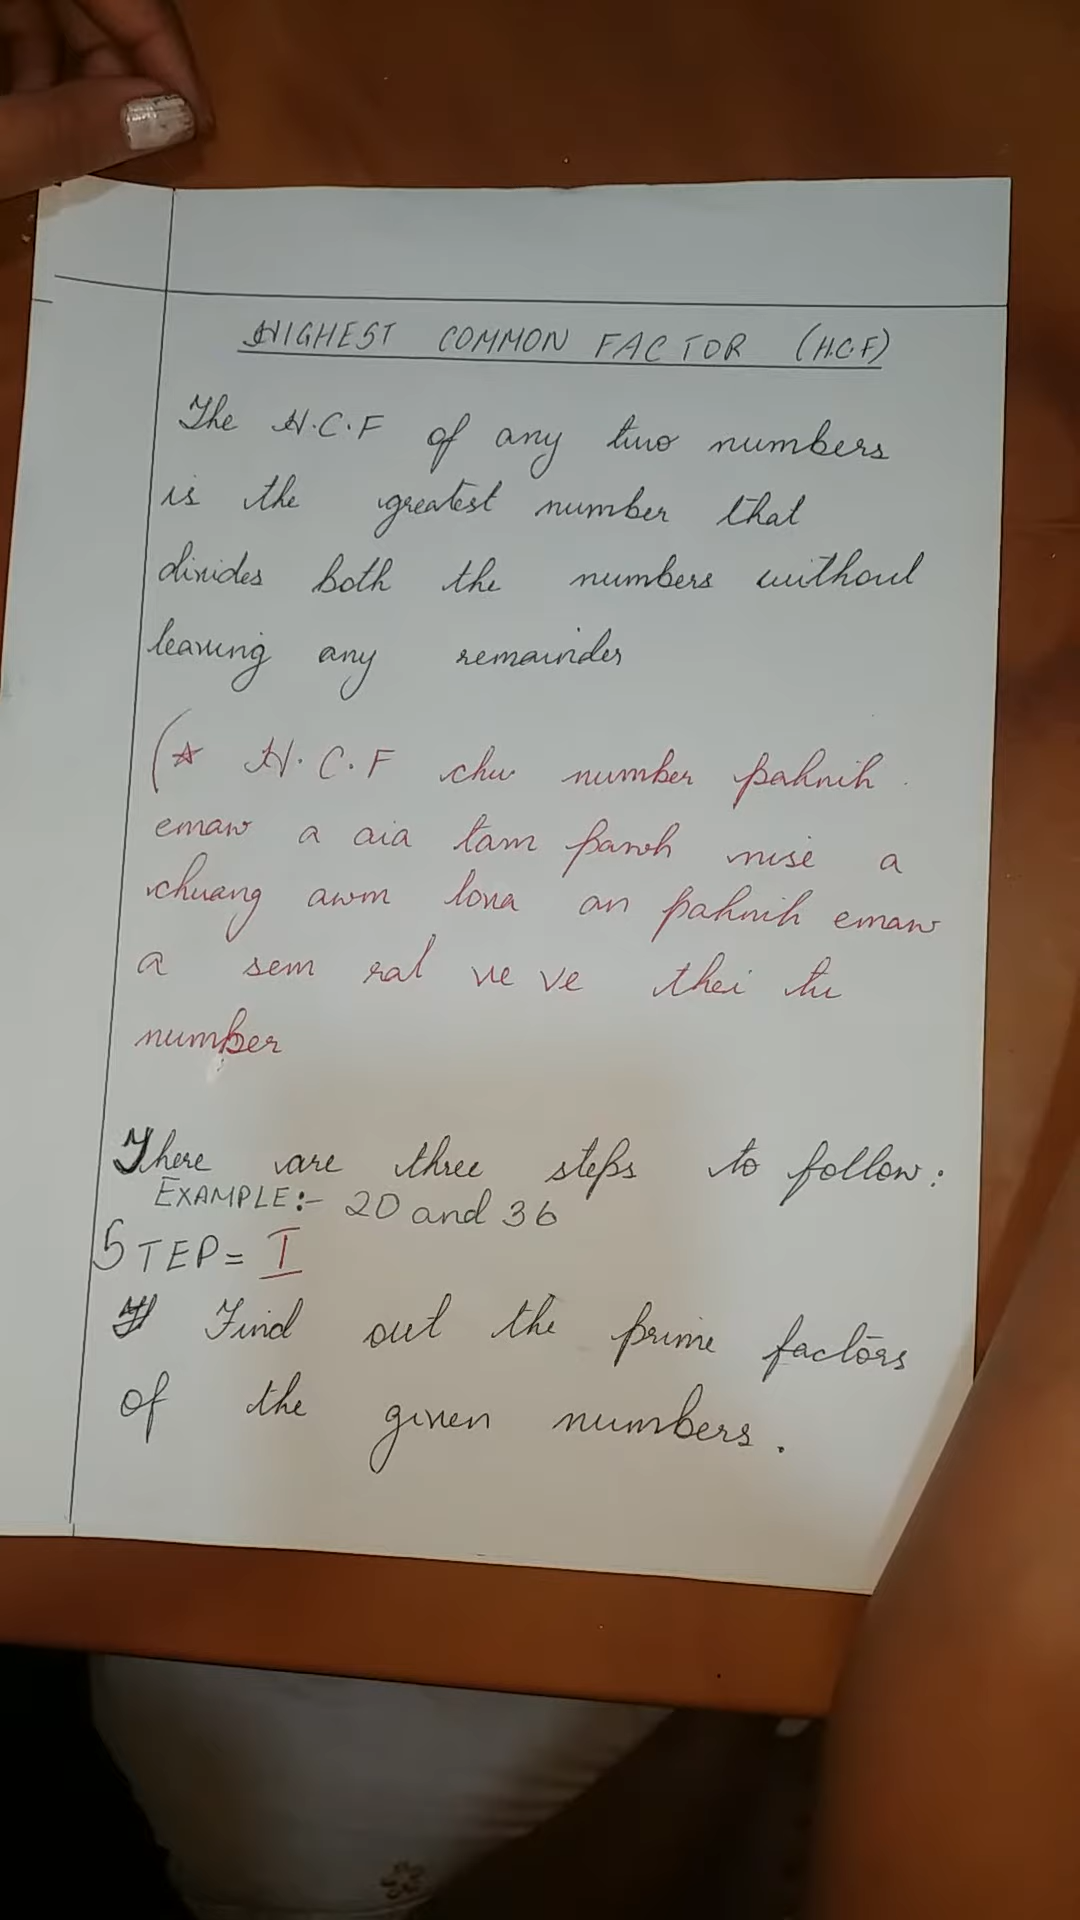 HIGHEST COMMON FACTOR (H.C.F)
The H.C.F of any two numbers
is the greatest number that
divides both the numbers without
leaving any remainder
(☆ H.C.F chu number pahnih
emaw a aia tam pawh nise a
chuang awm lova an pahnih emaw
a sem ral ve ve thei tu
number
There are three steps to follow:
EXAMPLE:- 20 and 36
STEP= I
Find out the prime factors
of the given numbers.